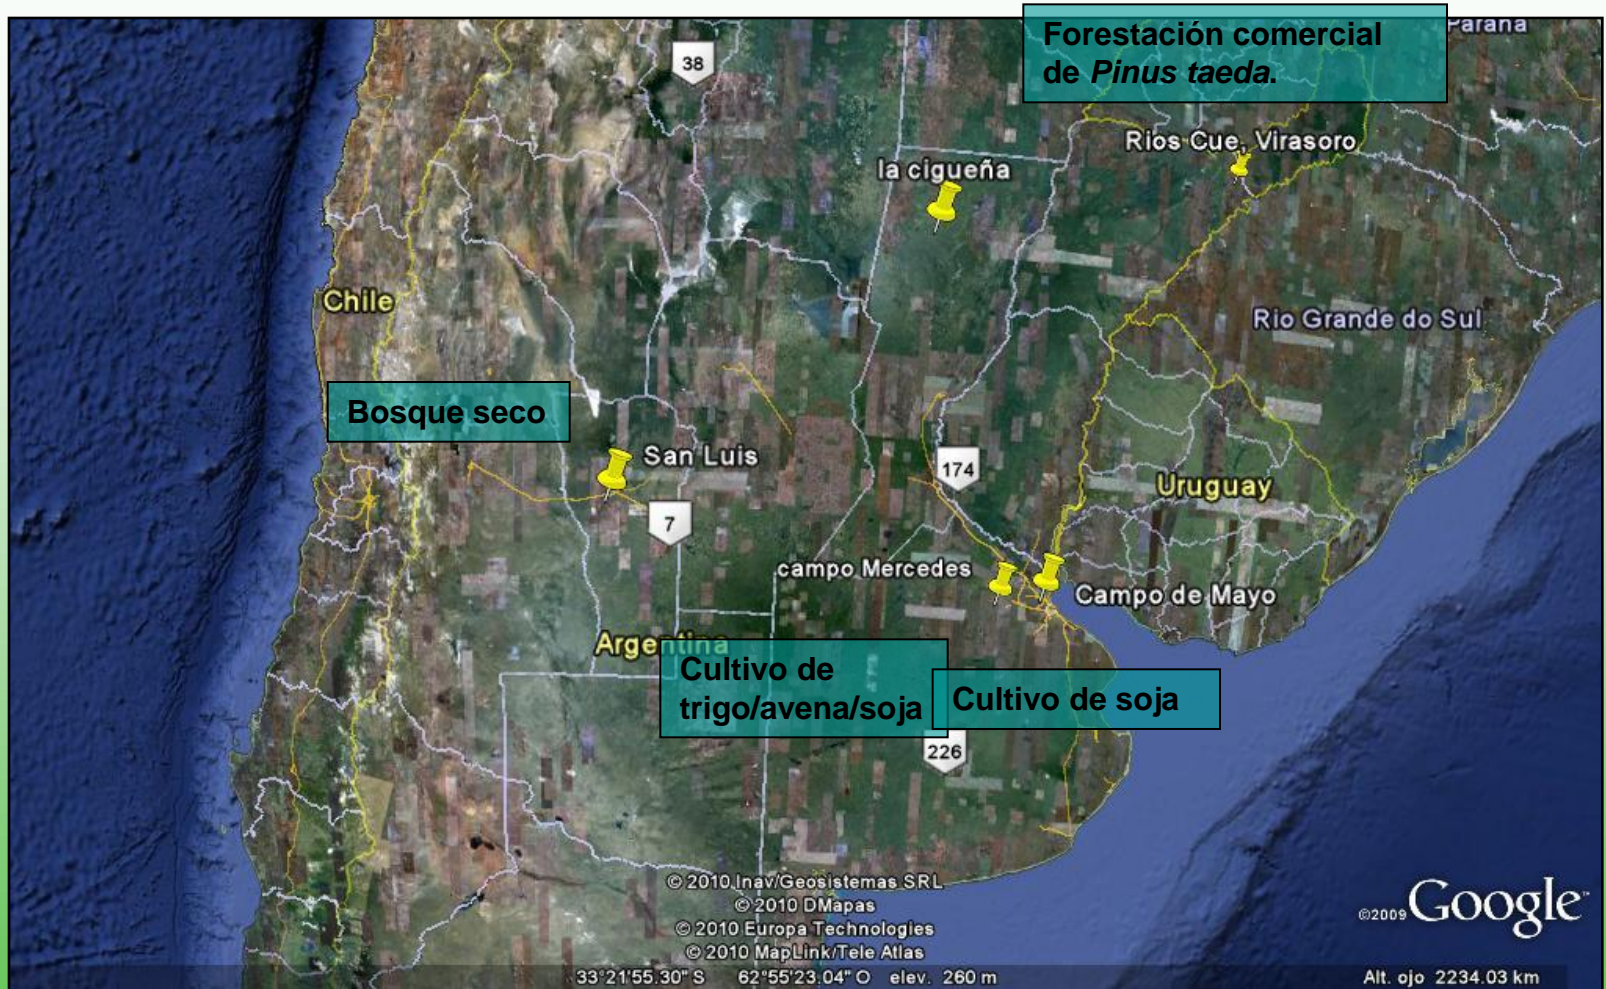 Forestación comercial
de Pinus taeda.
Paraná
38
Rios Cue, Virasoro
la cigueña
Chile
Rio Grande do Sul
Bosque seco
San Luis
174
Uruguay
7
campo Mercedes
Campo de Mayo
Argentina
Cultivo de
trigo/avena/soja
Cultivo de soja
226
© 2010 Inav/Geosistemas SRL
© 2010 DMapas
© 2010 Europa Technologies
© 2010 MapLink/Tele Atlas
©2009 Google™
33°21'55.30" S 62°55'23.04" O elev. 260 m
Alt. ojo 2234.03 km